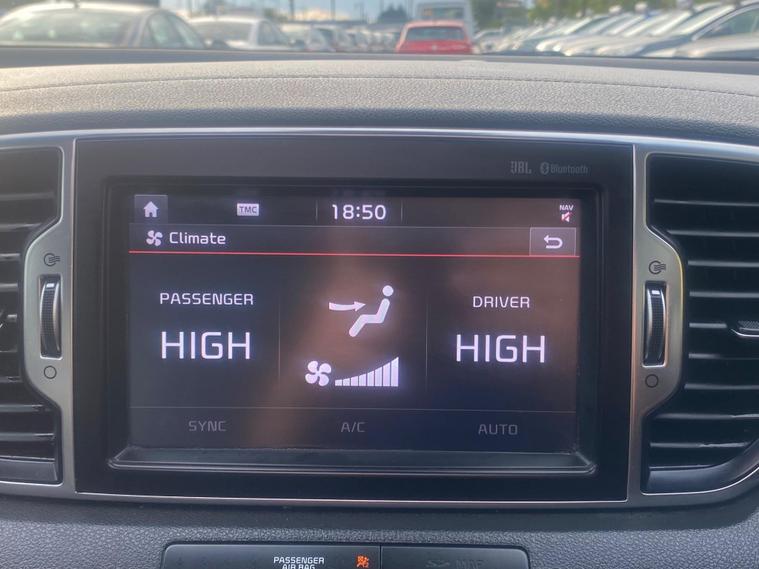 JBL Bluetooth
TMC
18:50
NAV
Climate
PASSENGER
DRIVER
HIGH
HIGH
SYNC
A/C
AUTO
PASSENGER
AIR BAG